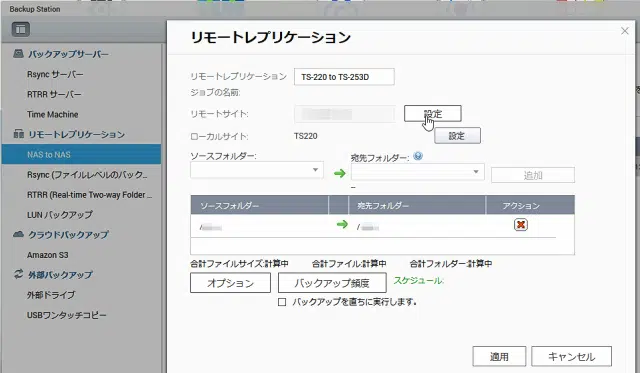 Backup Station
バックアップサーバー
Rsync サーバー
RTRR サーバー
Time Machine
リモートレプリケーション
NAS to NAS
Rsync (ファイルレベルのバック...
RTRR (Real-time Two-way Folder ...
LUN バックアップ
クラウドバックアップ
Amazon S3
外部バックアップ
外部ドライブ
USBワンタッチコピー
リモートレプリケーション
リモートレプリケーション
ジョブの名前:
TS-220 to TS-253D
リモートサイト:
設定
ローカルサイト:
TS220
設定
ソースフォルダー:
宛先フォルダー:
追加
ソースフォルダー
宛先フォルダー
アクション
/
/
合計ファイルサイズ:計算中
合計ファイル:計算中
合計フォルダー:計算中
オプション
バックアップ頻度
スケジュール:
バックアップを直ちに実行します。
適用
キャンセル